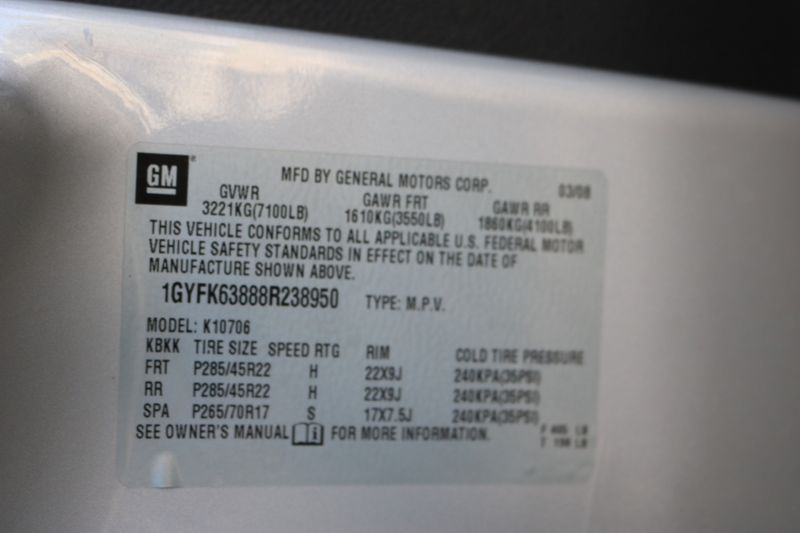 GM
MFD BY GENERAL MOTORS CORP. 03/08
GVWR GAWR FRT GAWR RR
3221KG(7100LB) 1610KG(3550LB) 1860KG(4100LB)
THIS VEHICLE CONFORMS TO ALL APPLICABLE U.S. FEDERAL MOTOR
VEHICLE SAFETY STANDARDS IN EFFECT ON THE DATE OF
MANUFACTURE SHOWN ABOVE.
1GYFK63888R238950 TYPE: M.P.V.
MODEL: K10706
KBKK TIRE SIZE SPEED RTG RIM COLD TIRE PRESSURE
FRT P285/45R22 H 22X9J 240KPA(35PSI)
RR P285/45R22 H 22X9J 240KPA(35PSI)
SPA P265/70R17 S 17X7.5J 240KPA(35PSI)
SEE OWNER'S MANUAL FOR MORE INFORMATION.